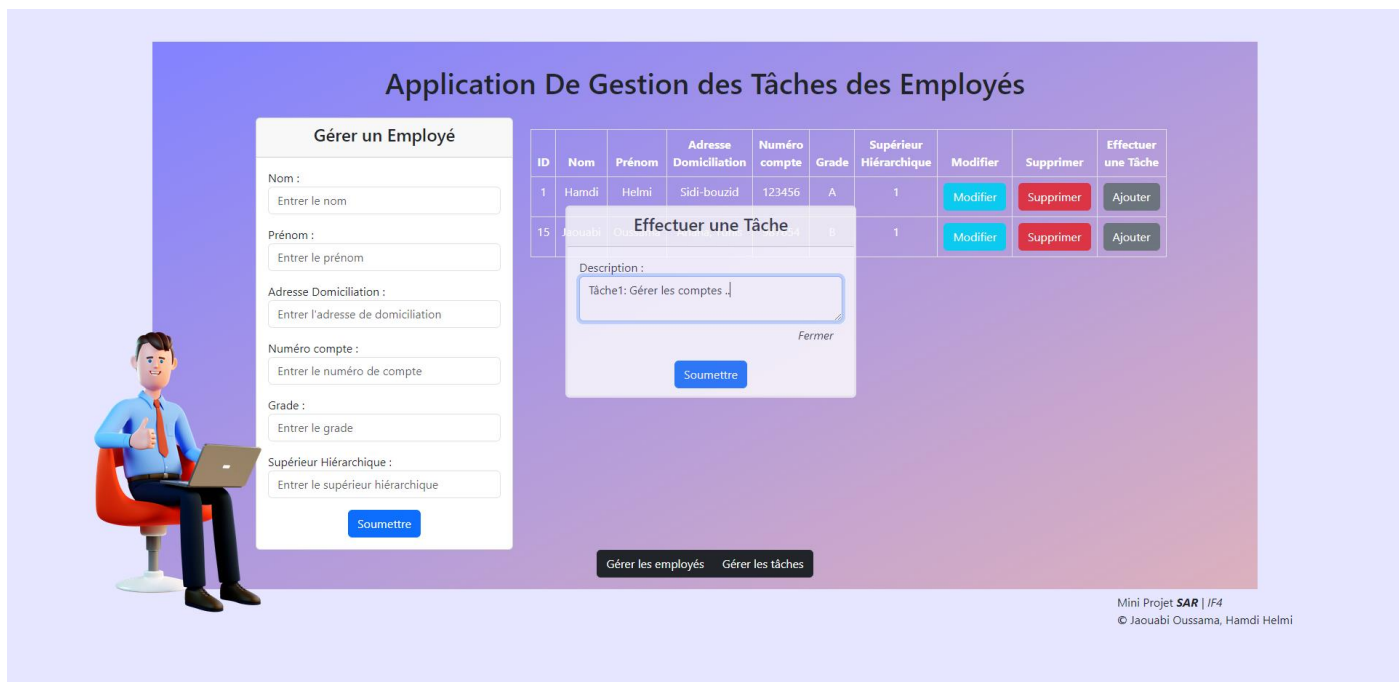 Application De Gestion des Tâches des Employés
Gérer un Employé
Nom :
Entrer le nom
Prénom :
Entrer le prénom
Adresse Domiciliation :
Entrer l'adresse de domiciliation
Numéro compte :
Entrer le numéro de compte
Grade :
Entrer le grade
Supérieur Hiérarchique :
Entrer le supérieur hiérarchique
Soumettre
ID Nom Prénom Adresse Domiciliation Numéro compte Grade Supérieur Hiérarchique Modifier Supprimer Effectuer une Tâche
1 Hamdi Helmi Sidi-bouzid 123456 A 1 Modifier Supprimer Ajouter
15 Jaouabi 1 Modifier Supprimer Ajouter
Effectuer une Tâche
Description :
Tâche1: Gérer les comptes ..
Fermer
Soumettre
Gérer les employés Gérer les tâches
Mini Projet SAR | IF4
© Jaouabi Oussama, Hamdi Helmi